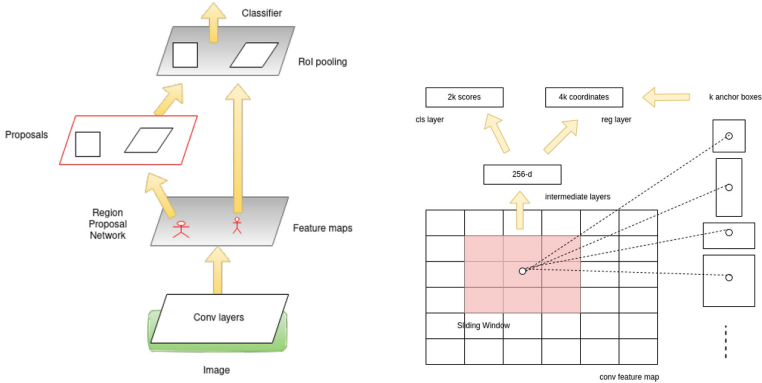 Classifier
RoI pooling
Proposals
Region
Proposal
Network
Feature maps
Conv layers
Image
2k scores
4k coordinates
k anchor boxes
cls layer
reg layer
256-d
intermediate layers
Sliding Window
conv feature map